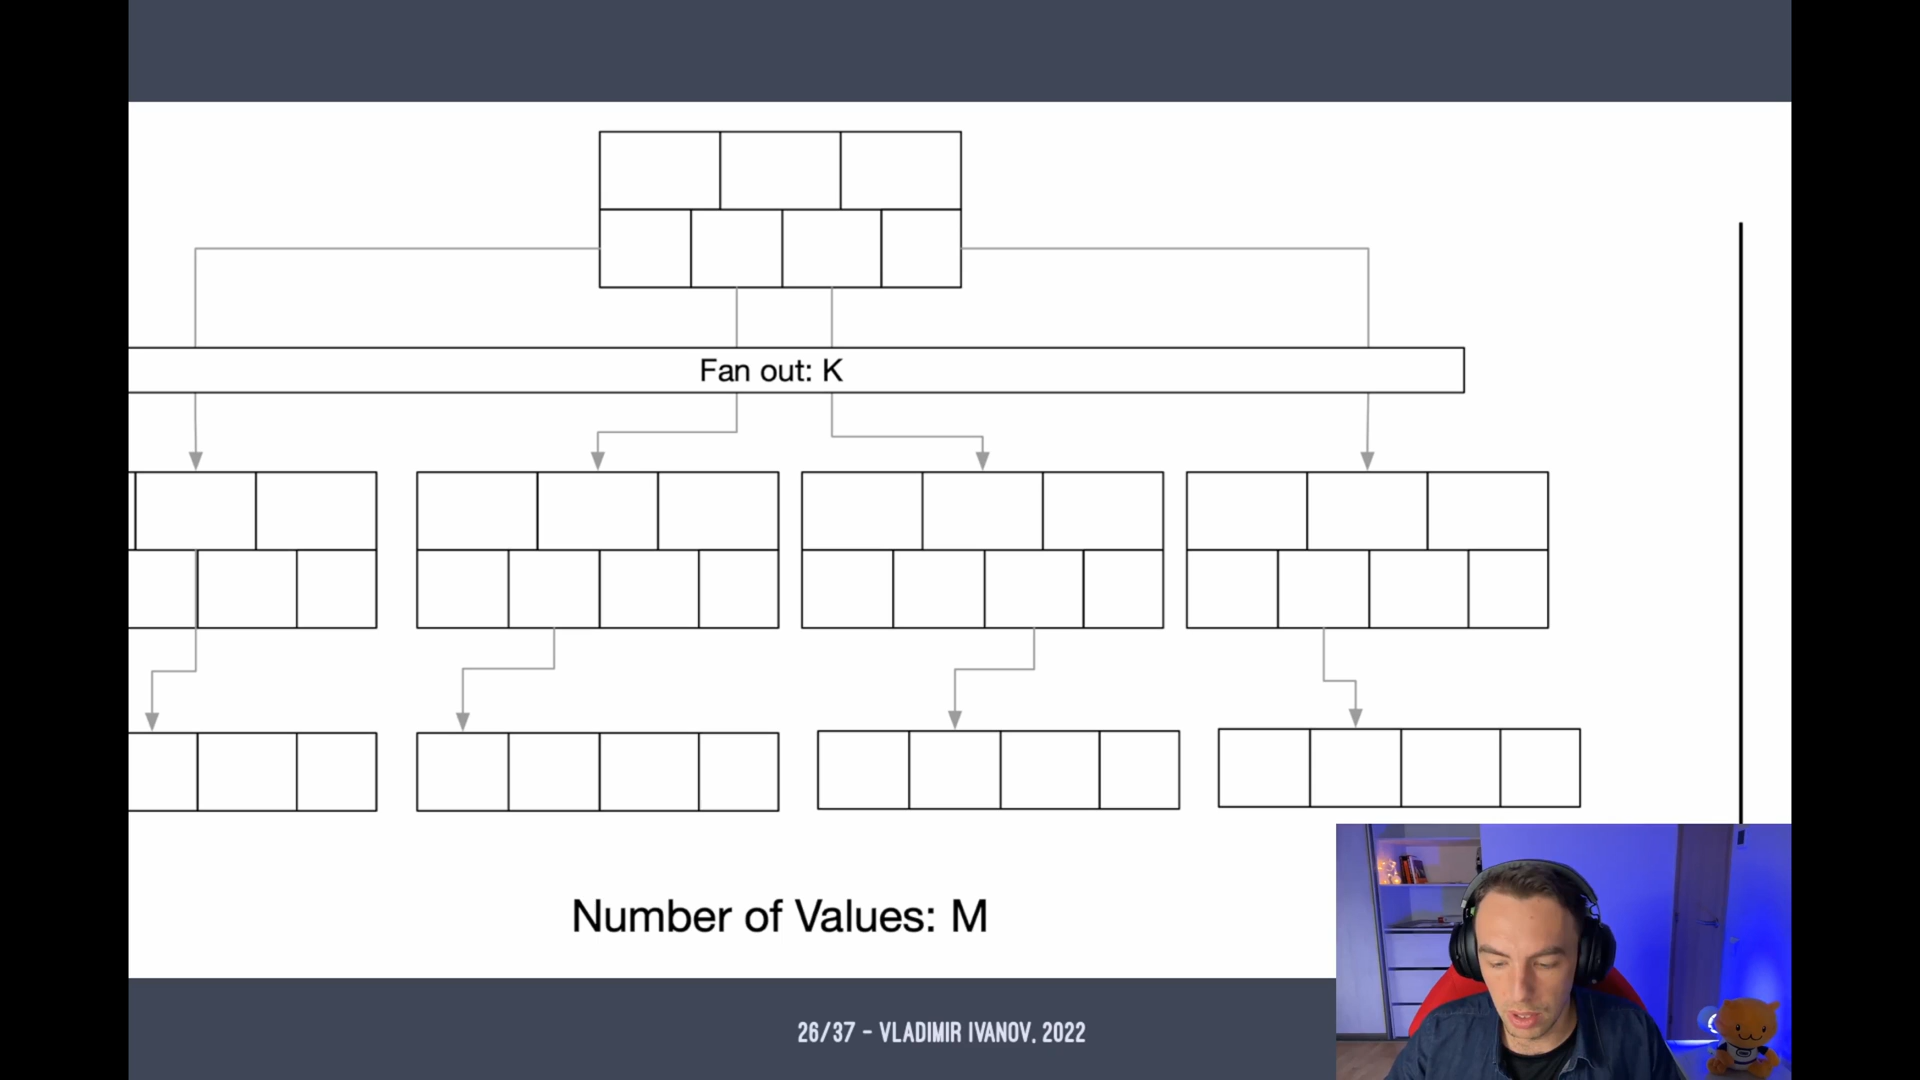 Fan out: K
Number of Values: M
26/37 – VLADIMIR IVANOV, 2022